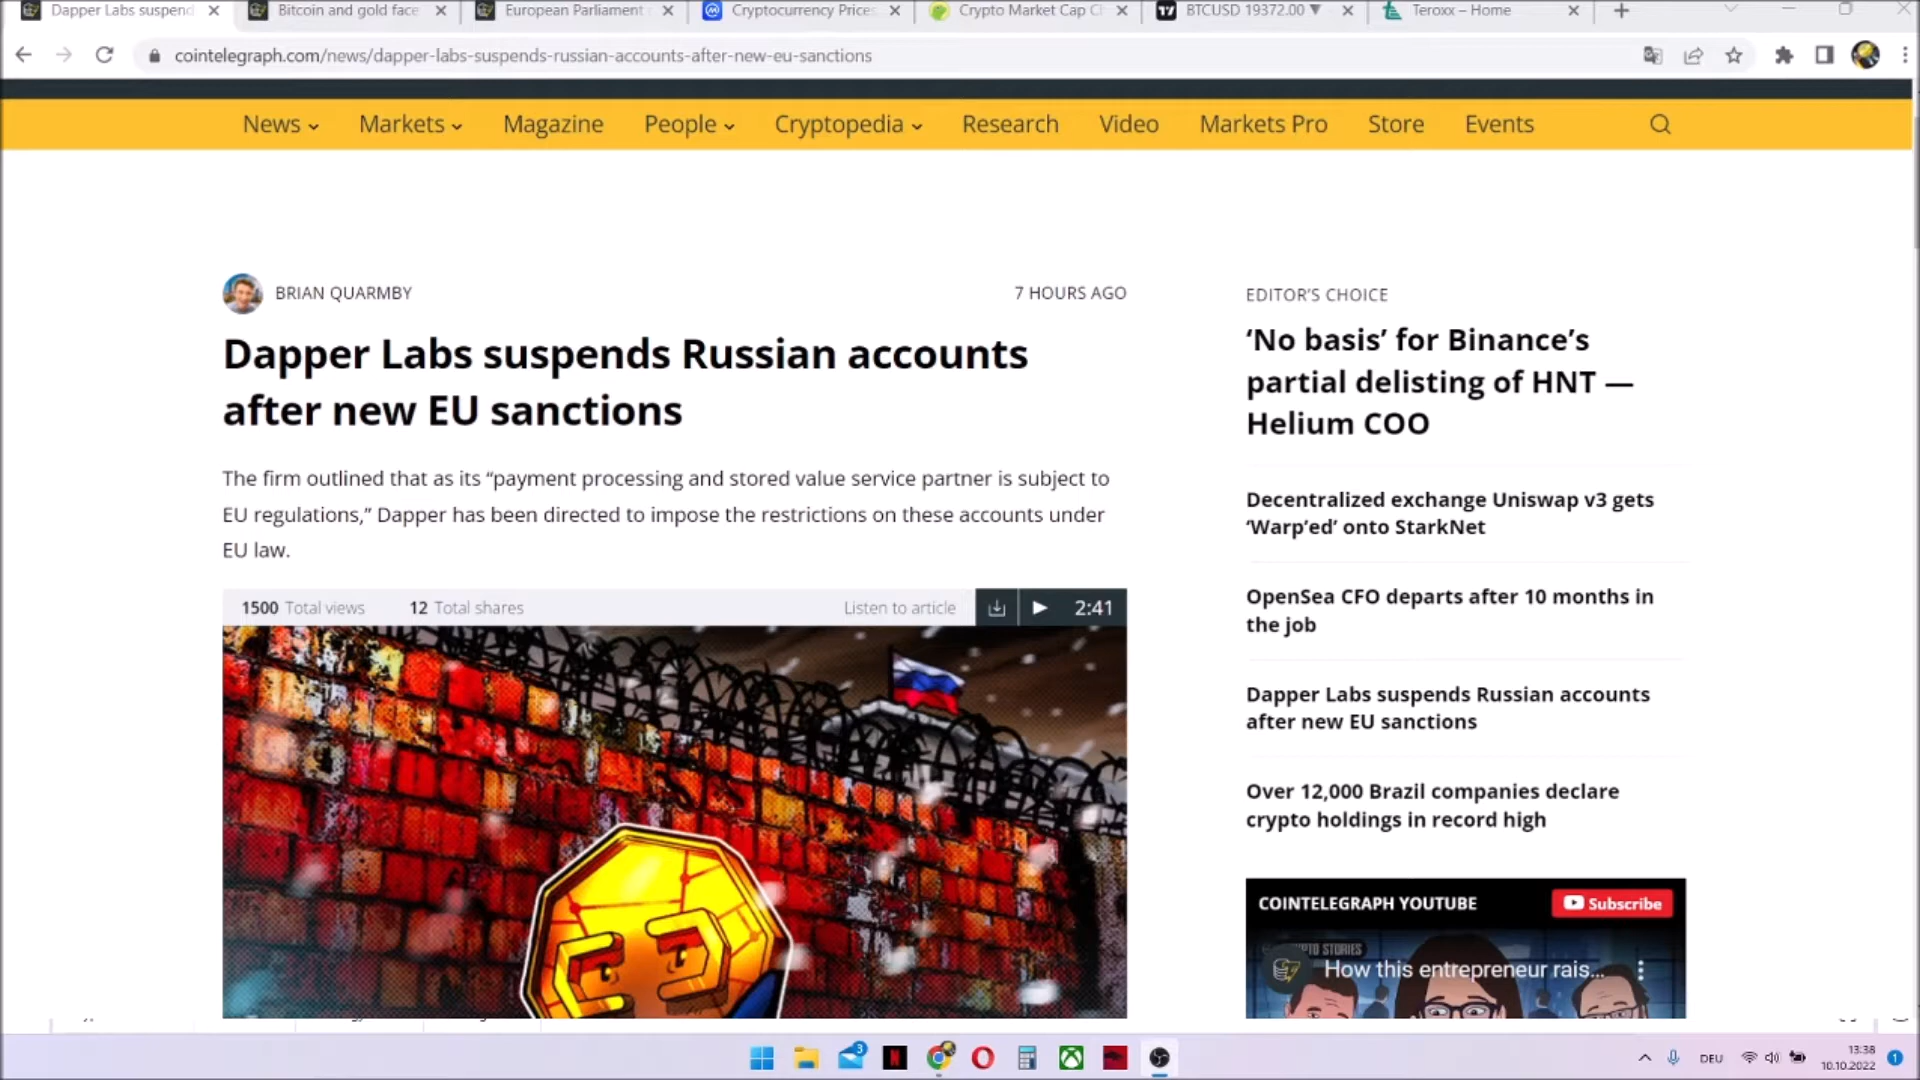 Dapper Labs suspend
Bitcoin and gold face
European Parliament
Cryptocurrency Prices
Crypto Market Cap C
BTCUSD 19372.00 ▼
Teroxx – Home
cointelegraph.com/news/dapper-labs-suspends-russian-accounts-after-new-eu-sanctions
News Markets Magazine People Cryptopedia Research Video Markets Pro Store Events
BRIAN QUARMBY
7 HOURS AGO
Dapper Labs suspends Russian accounts
after new EU sanctions
The firm outlined that as its “payment processing and stored value service partner is subject to
EU regulations,” Dapper has been directed to impose the restrictions on these accounts under
EU law.
1500 Total views 12 Total shares Listen to article 2:41
EDITOR’S CHOICE
‘No basis’ for Binance’s
partial delisting of HNT —
Helium COO
Decentralized exchange Uniswap v3 gets
‘Warp’ed’ onto StarkNet
OpenSea CFO departs after 10 months in
the job
Dapper Labs suspends Russian accounts
after new EU sanctions
Over 12,000 Brazil companies declare
crypto holdings in record high
COINTELEGRAPH YOUTUBE
Subscribe
STORIES
How this entrepreneur rais...
3
N
DEU
13:38
10.10.2022
1